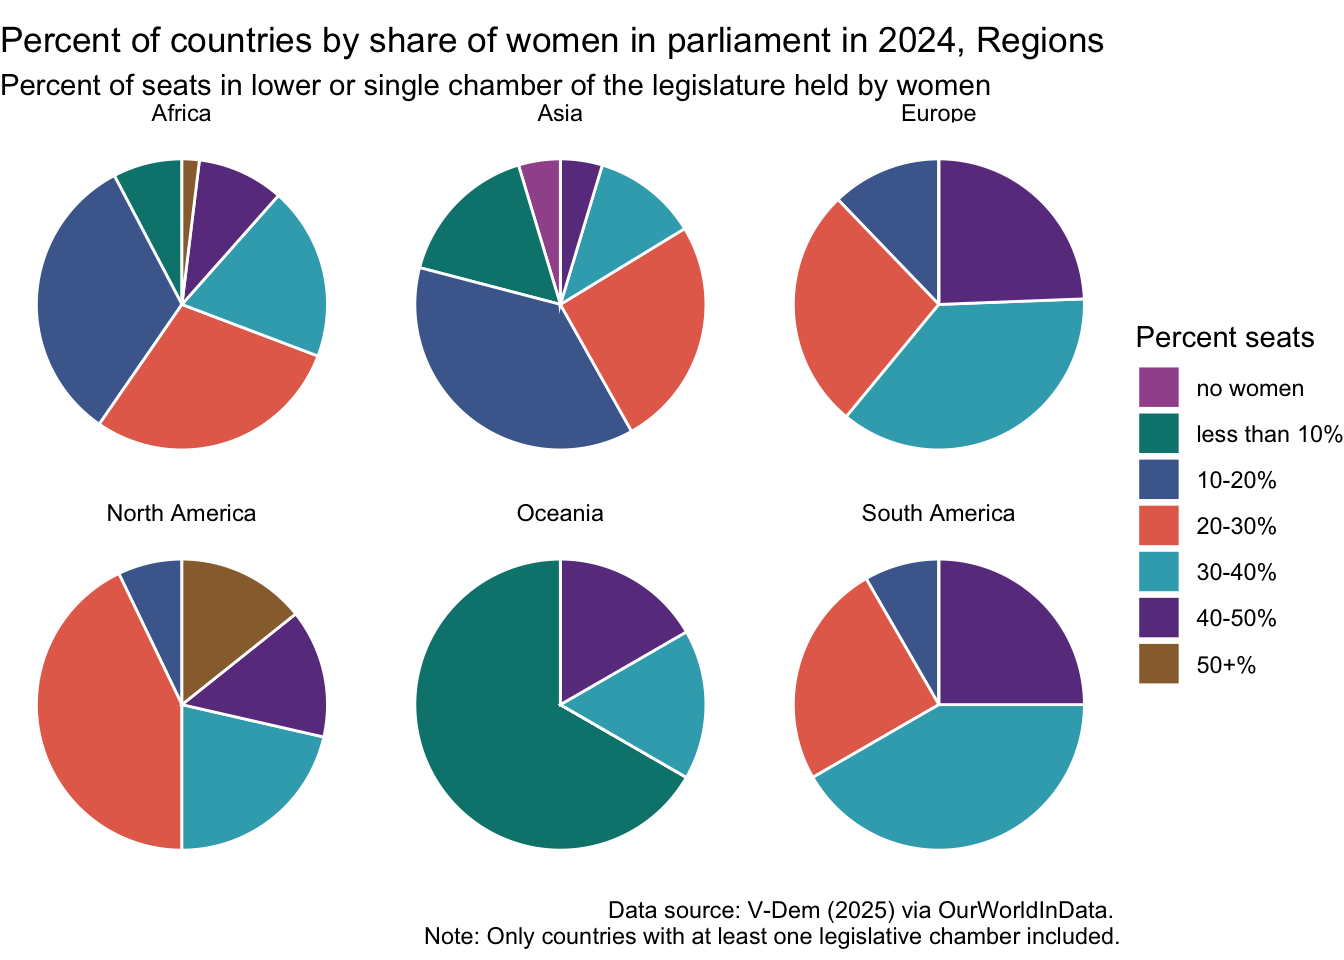 Percent of countries by share of women in parliament in 2024, Regions
Percent of seats in lower or single chamber of the legislature held by women
Africa
Asia
Europe
North America
Oceania
South America
Percent seats
no women
less than 10%
10-20%
20-30%
30-40%
40-50%
50+%
Data source: V-Dem (2025) via OurWorldInData.
Note: Only countries with at least one legislative chamber included.